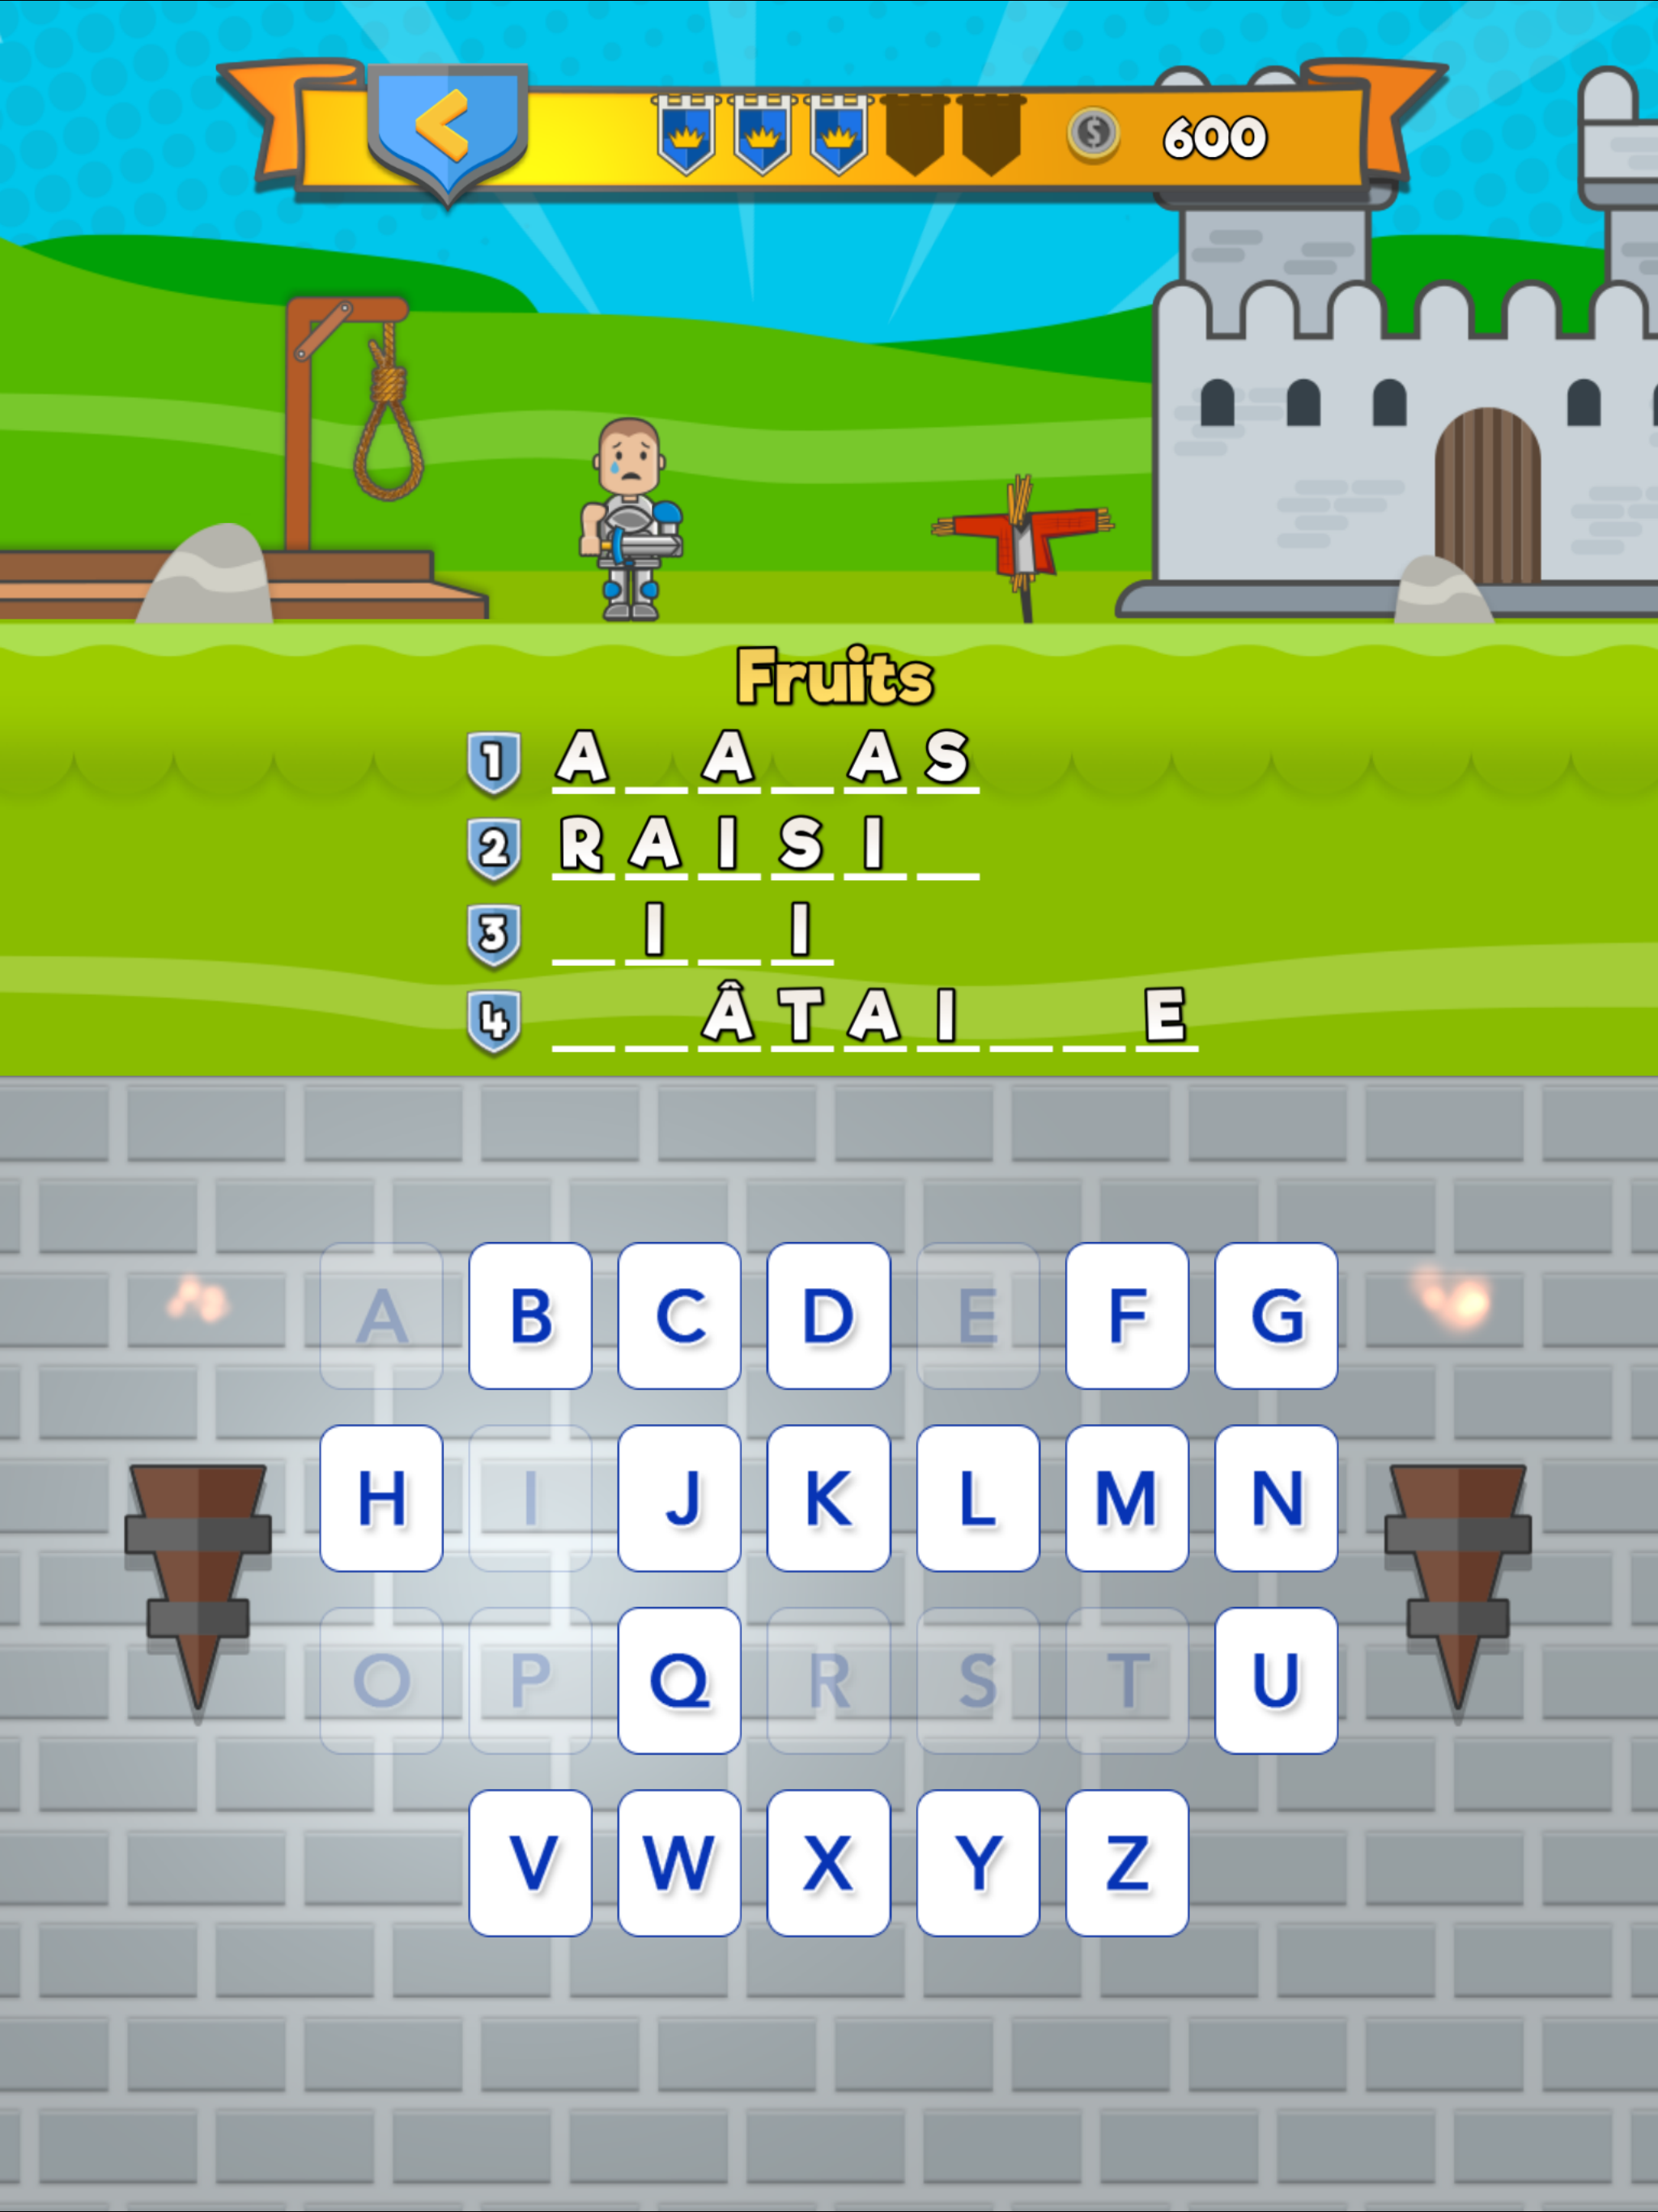 600
Fruits
1 A _ A _ A S
2 R A I S I _
3 _ I _ I
4 _ _ Â T A I _ _ E
A B C D E F G
H I J K L M N
O P Q R S T U
V W X Y Z